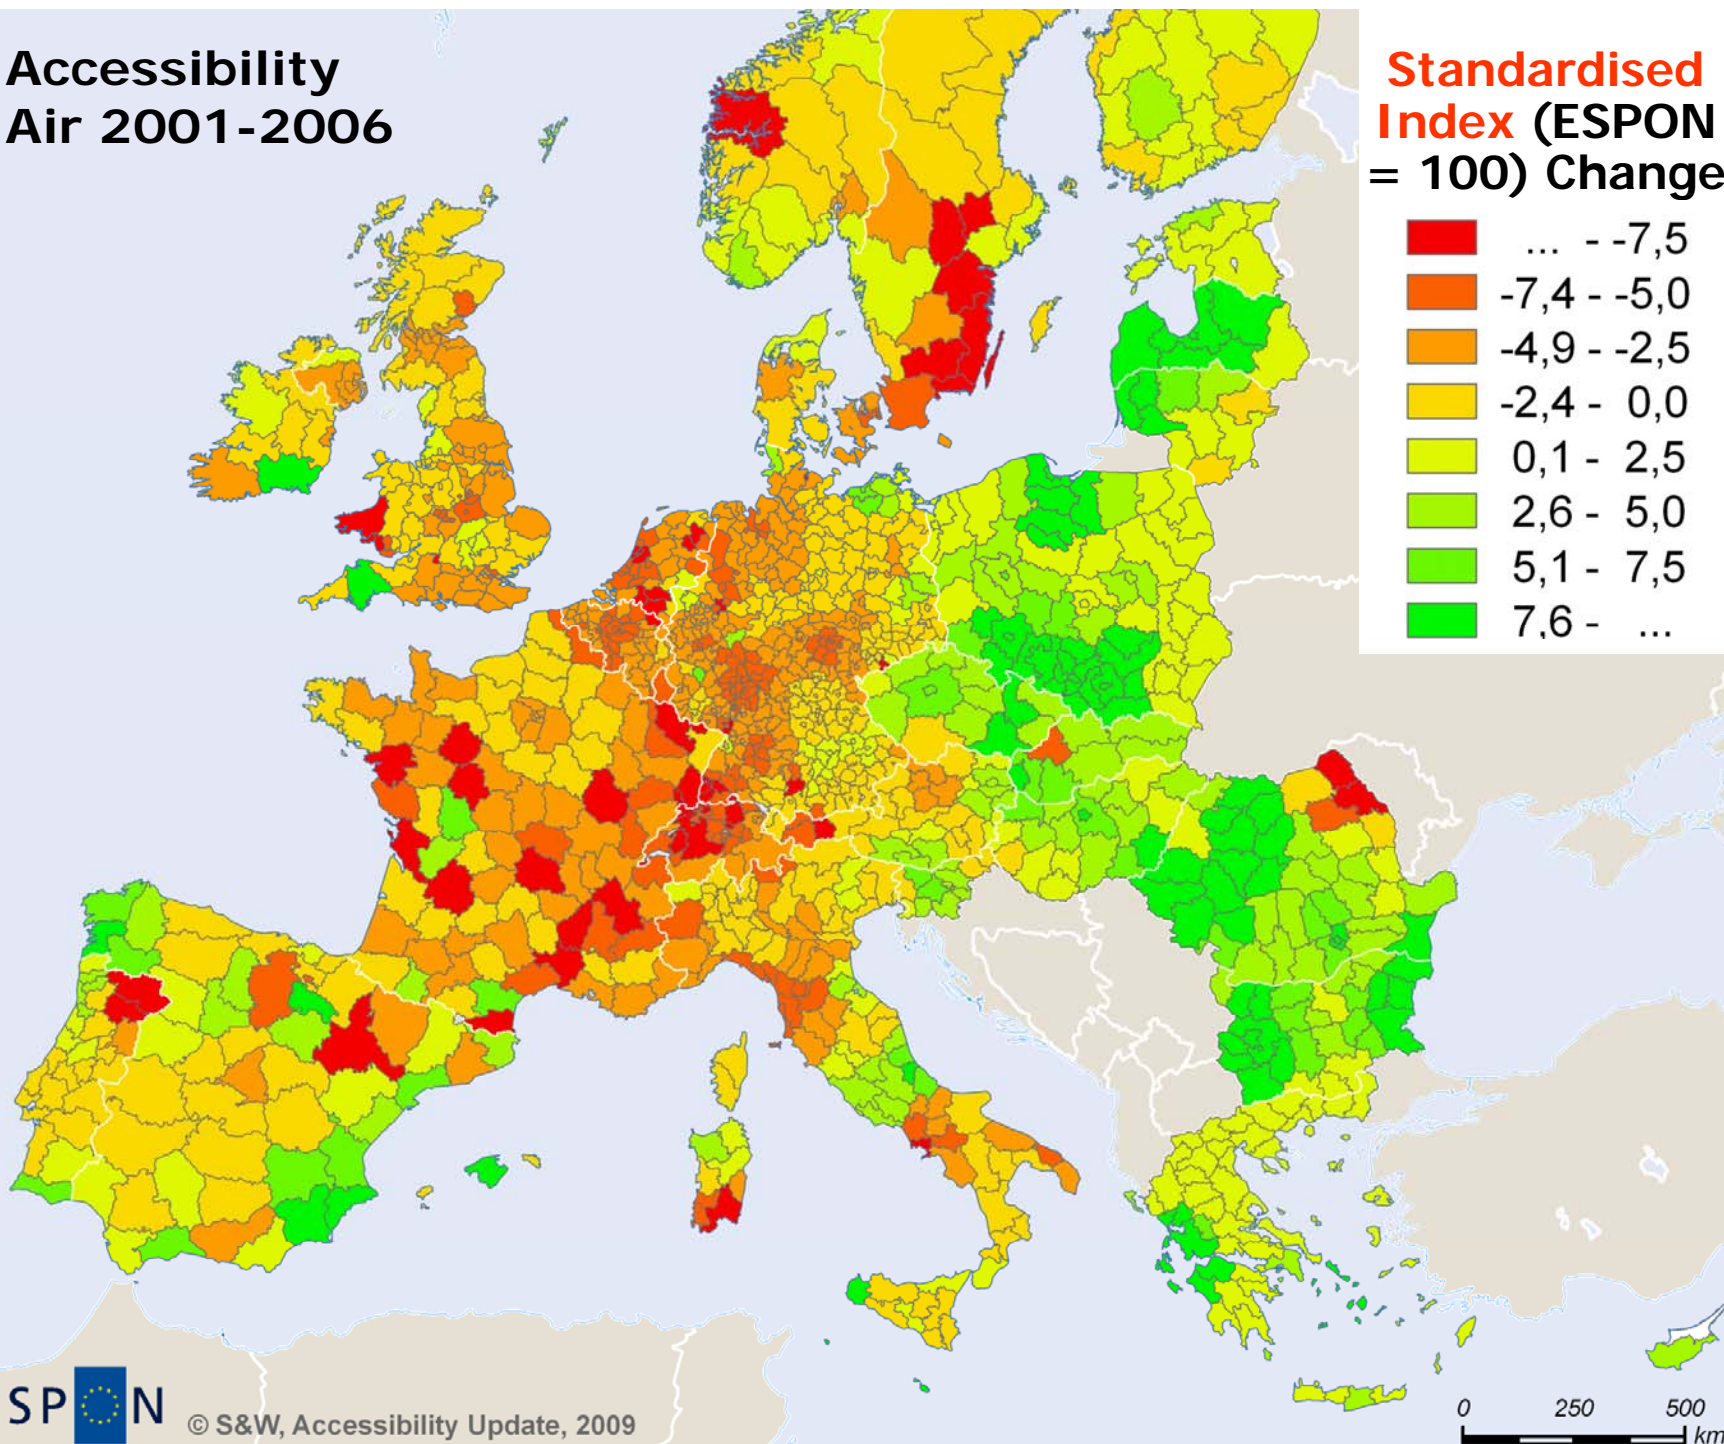 Accessibility
Air 2001-2006
Standardised
Index (ESPON
= 100) Change
... - -7,5
-7,4 - -5,0
-4,9 - -2,5
-2,4 - 0,0
0,1 - 2,5
2,6 - 5,0
5,1 - 7,5
7,6 - ...
SP N
© S&W, Accessibility Update, 2009
0 250 500
km